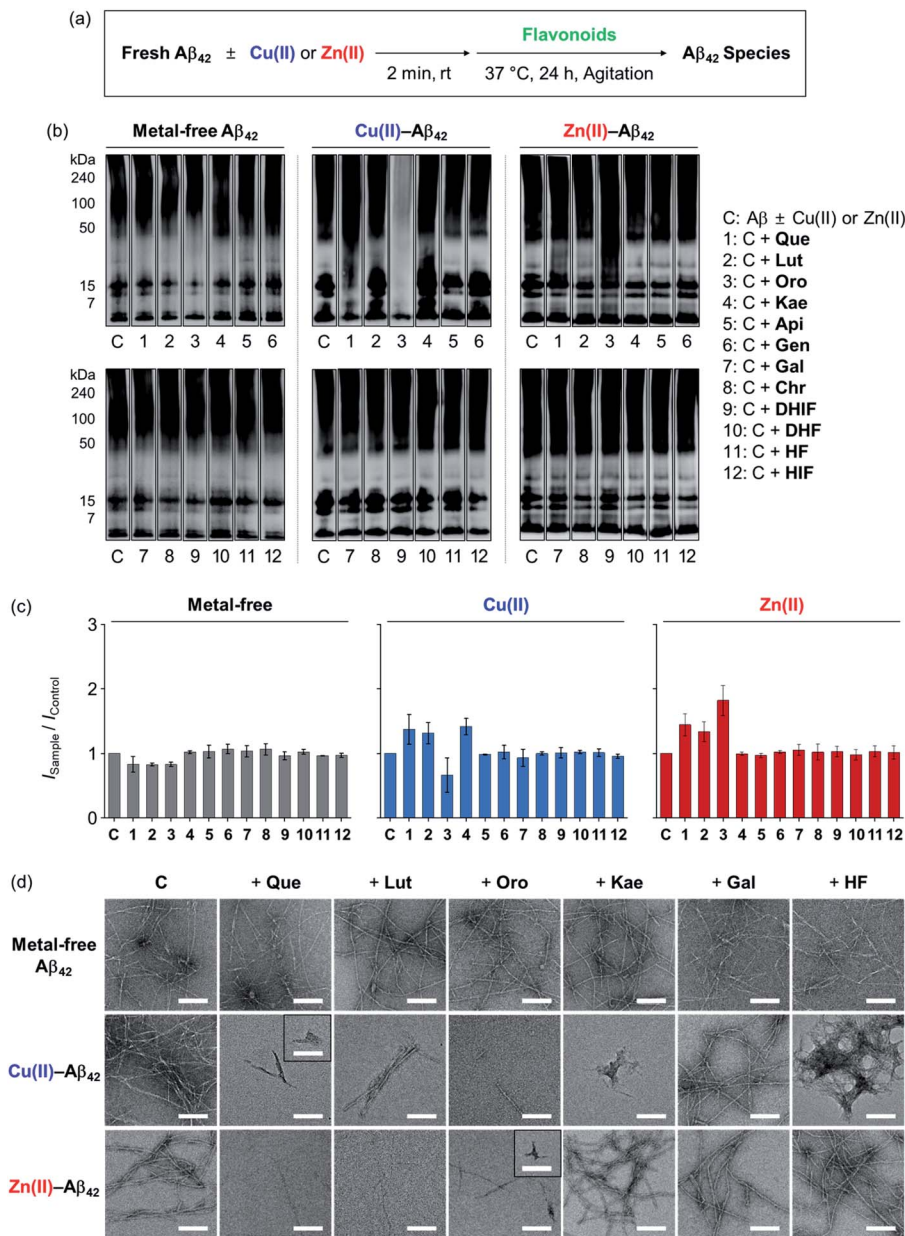 (a)
Flavonoids
Fresh Aβ42 ± Cu(II) or Zn(II) Aβ42 Species
2 min, rt 37 °C, 24 h, Agitation
(b)
Metal-free Aβ42 Cu(II)–Aβ42 Zn(II)–Aβ42
kDa
240
100
50
15
7
C 1 2 3 4 5 6 C 1 2 3 4 5 6 C 1 2 3 4 5 6
kDa
240
100
50
15
7
C 7 8 9 10 11 12 C 7 8 9 10 11 12 C 7 8 9 10 11 12
C: Aβ ± Cu(II) or Zn(II)
1: C + Que
2: C + Lut
3: C + Oro
4: C + Kae
5: C + Api
6: C + Gen
7: C + Gal
8: C + Chr
9: C + DHIF
10: C + DHF
11: C + HF
12: C + HIF
(c)
Metal-free Cu(II) Zn(II)
ISample / IControl
3
2
1
0
C 1 2 3 4 5 6 7 8 9 10 11 12 C 1 2 3 4 5 6 7 8 9 10 11 12 C 1 2 3 4 5 6 7 8 9 10 11 12
(d)
C + Que + Lut + Oro + Kae + Gal + HF
Metal-free
Aβ42
Cu(II)–Aβ42
Zn(II)–Aβ42